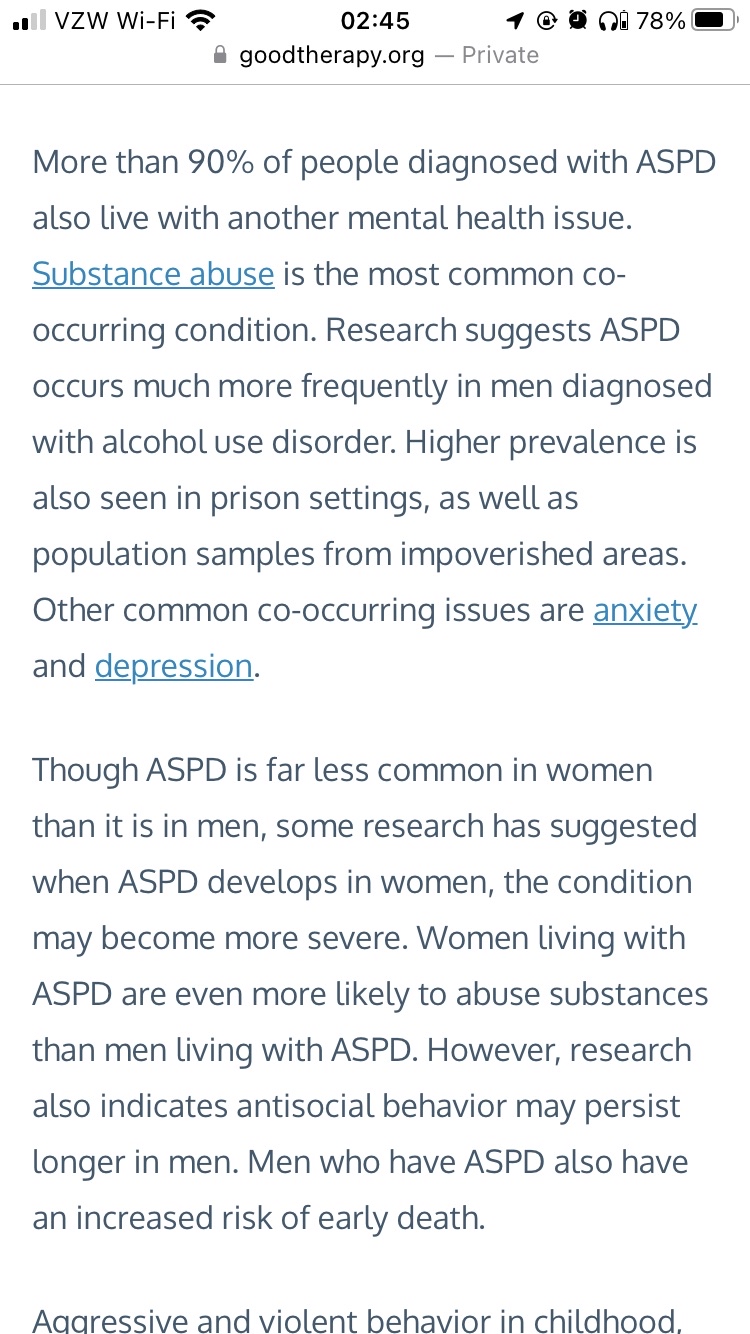 VZW Wi-Fi 02:45 78%
goodtherapy.org — Private
More than 90% of people diagnosed with ASPD
also live with another mental health issue.
Substance abuse is the most common co-
occurring condition. Research suggests ASPD
occurs much more frequently in men diagnosed
with alcohol use disorder. Higher prevalence is
also seen in prison settings, as well as
population samples from impoverished areas.
Other common co-occurring issues are anxiety
and depression.
Though ASPD is far less common in women
than it is in men, some research has suggested
when ASPD develops in women, the condition
may become more severe. Women living with
ASPD are even more likely to abuse substances
than men living with ASPD. However, research
also indicates antisocial behavior may persist
longer in men. Men who have ASPD also have
an increased risk of early death.
Aggressive and violent behavior in childhood,